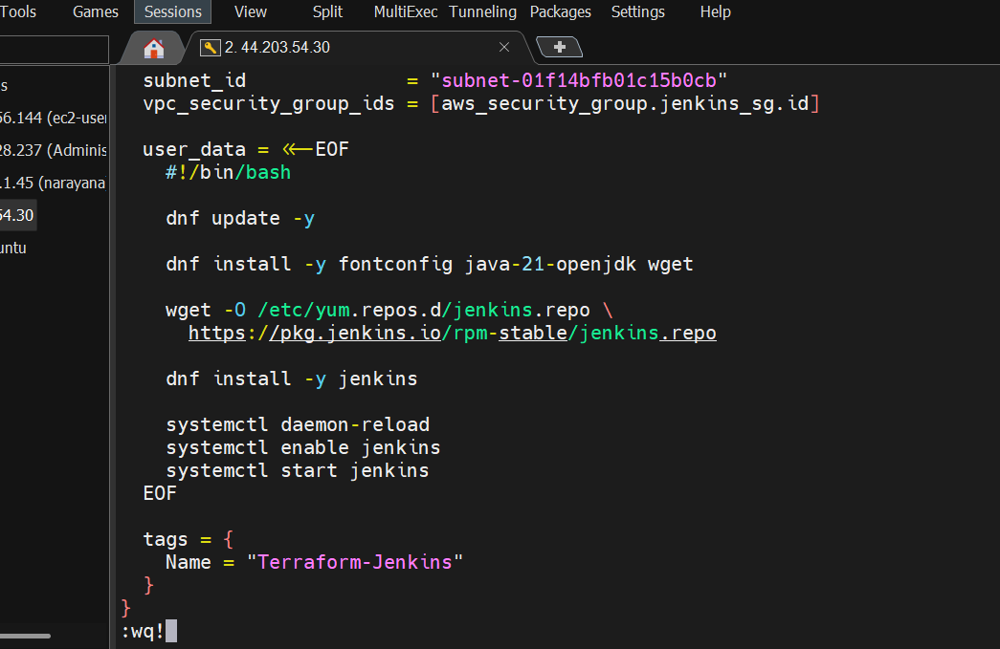 Tools Games Sessions View Split MultiExec Tunneling Packages Settings Help
2. 44.203.54.30
s
56.144 (ec2-user
28.237 (Adminis
.1.45 (narayana
54.30
untu
subnet_id = "subnet-01f14bfb01c15b0cb"
vpc_security_group_ids = [aws_security_group.jenkins_sg.id]
user_data = <<-EOF
#!/bin/bash
dnf update -y
dnf install -y fontconfig java-21-openjdk wget
wget -O /etc/yum.repos.d/jenkins.repo \
https://pkg.jenkins.io/rpm-stable/jenkins.repo
dnf install -y jenkins
systemctl daemon-reload
systemctl enable jenkins
systemctl start jenkins
EOF
tags = {
Name = "Terraform-Jenkins"
}
}
:wq!